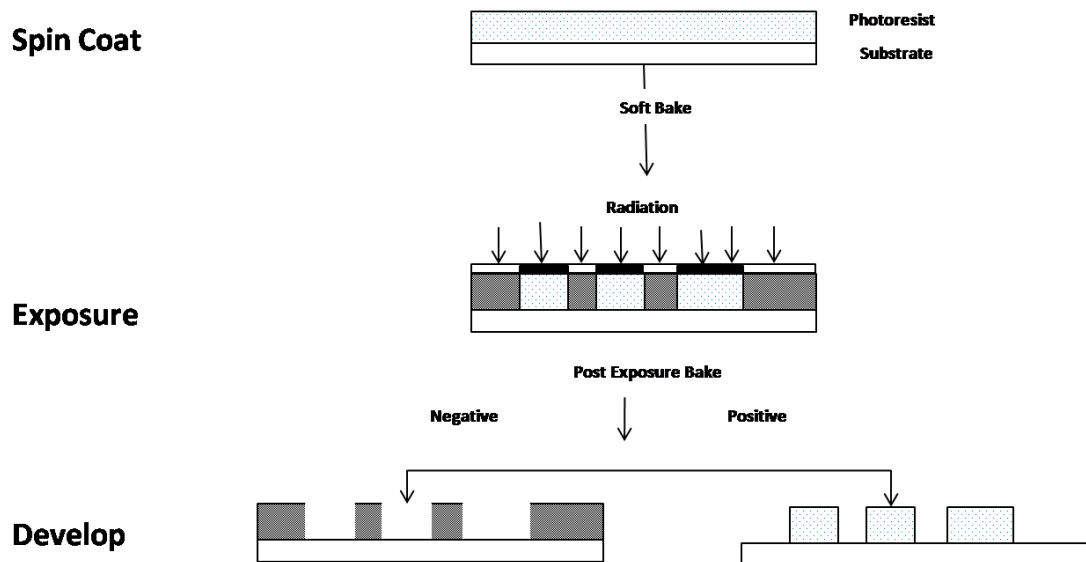 Spin Coat
Photoresist
Substrate
Soft Bake
Radiation
Exposure
Post Exposure Bake
Negative
Positive
Develop